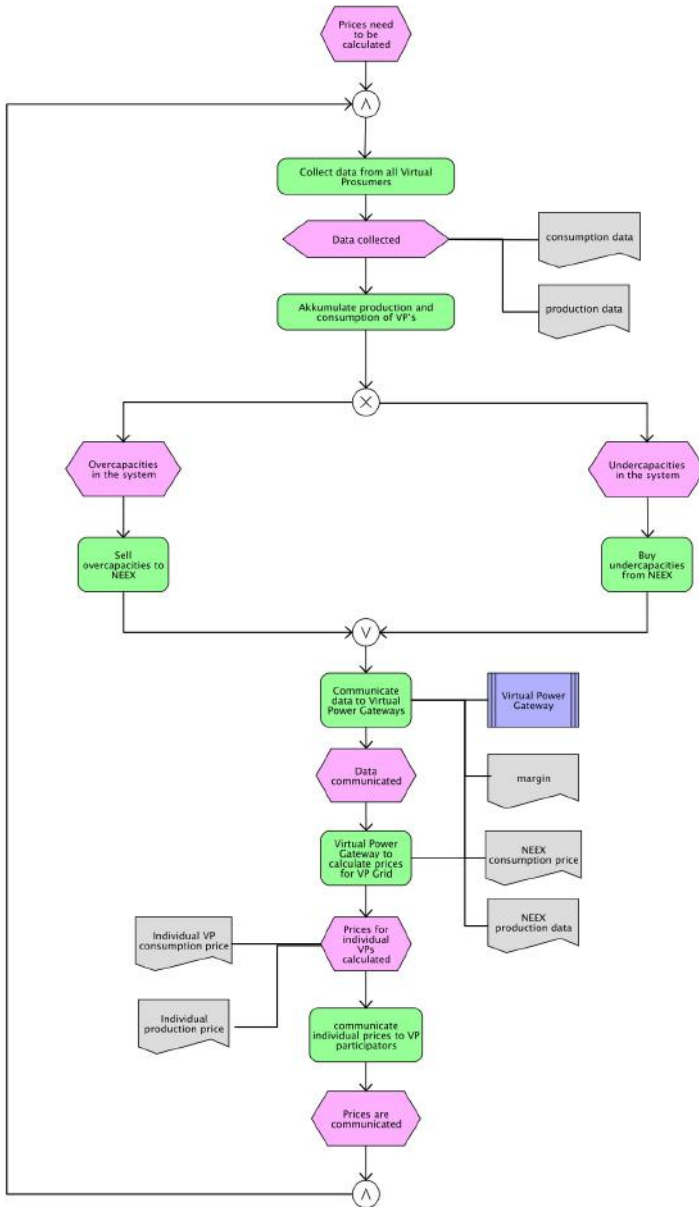 Prices need
to be
calculated
∧
Collect data from all Virtual
Prosumers
Data collected
consumption data
production data
Akkumulate production and
consumption of VP's
×
Overcapacities
in the system
Undercapacities
in the system
Sell
overcapacities to
NEEX
Buy
undercapacities
from NEEX
∨
Communicate
data to Virtual
Power Gateways
Virtual Power
Gateway
Data
communicated
margin
Virtual Power
Gateway to
calculate prices
for VP Grid
NEEX
consumption price
NEEX
production data
Individual VP
consumption price
Prices for
individual
VPs
calculated
Individual
production price
communicate
individual prices to VP
participators
Prices are
communicated
∧